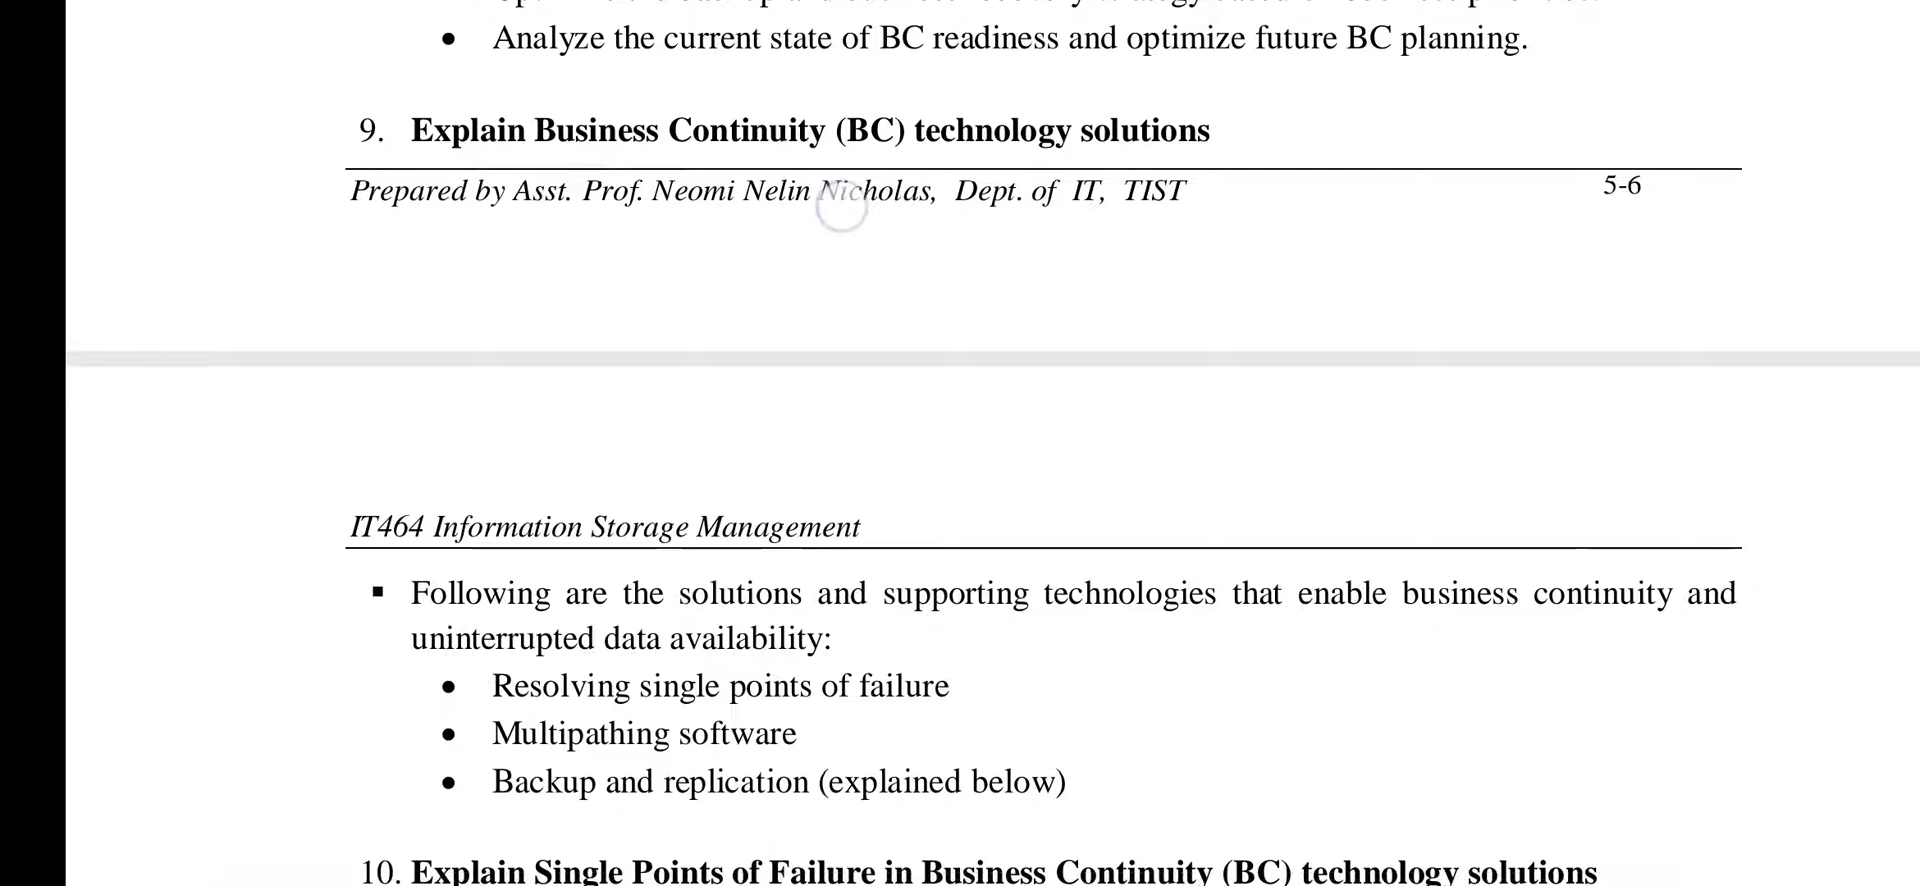 • Analyze the current state of BC readiness and optimize future BC planning.
9. Explain Business Continuity (BC) technology solutions
Prepared by Asst. Prof. Neomi Nelin Nicholas, Dept. of IT, TIST 5-6
IT464 Information Storage Management
▪ Following are the solutions and supporting technologies that enable business continuity and
uninterrupted data availability:
• Resolving single points of failure
• Multipathing software
• Backup and replication (explained below)
10. Explain Single Points of Failure in Business Continuity (BC) technology solutions